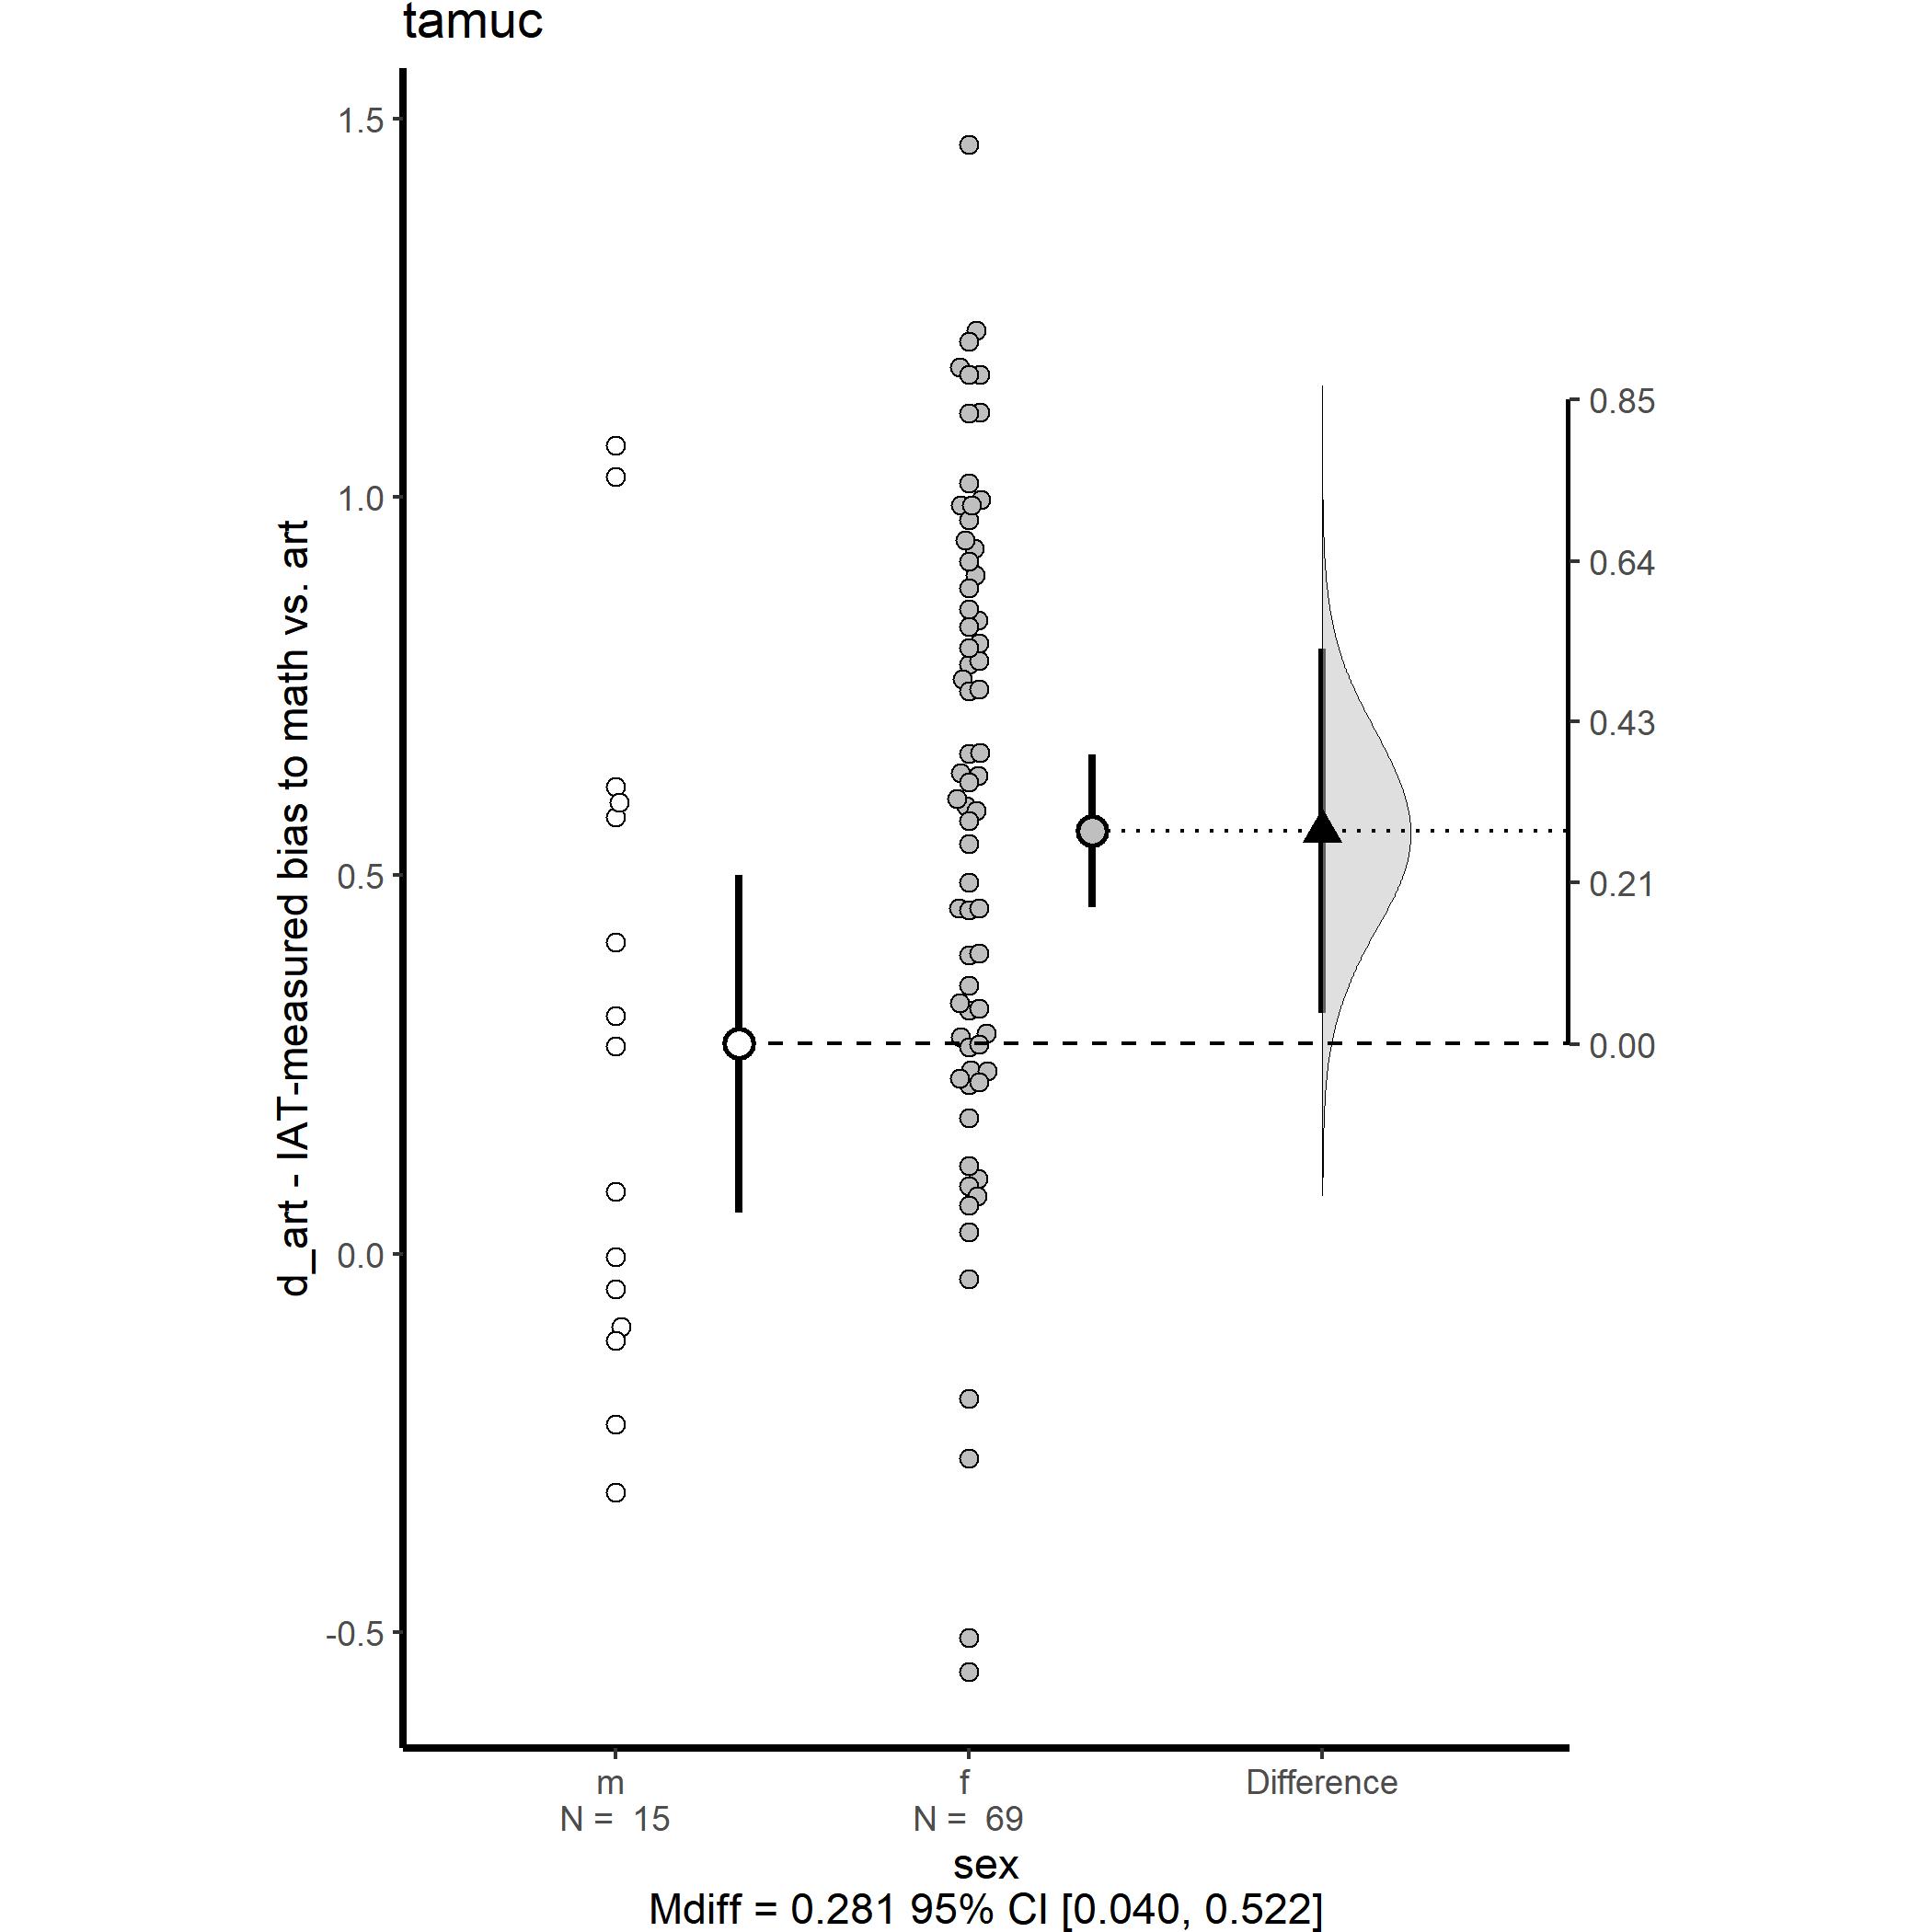 tamuc
1.5
1.0
0.5
0.0
-0.5
d_art - IAT-measured bias to math vs. art
0.85
0.64
0.43
0.21
0.00
m
N =  15
f
N =  69
Difference
sex
Mdiff = 0.281 95% CI [0.040, 0.522]